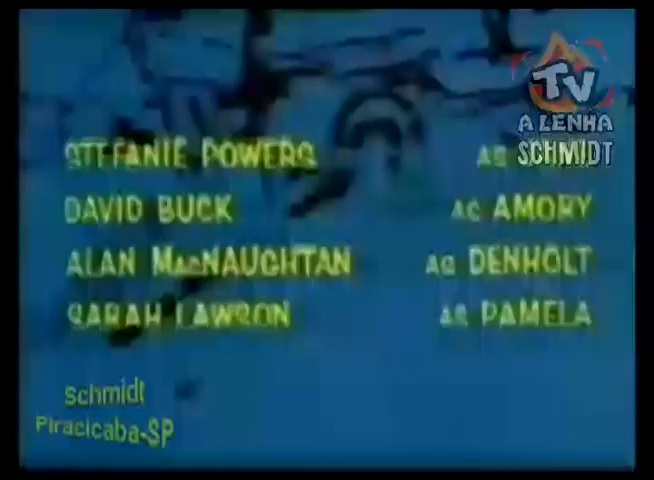 TV
A LENHA
SCHMIDT
STEFANIE POWERS AS
DAVID BUCK AS AMORY
ALAN MacNAUGHTAN AS DENHOLT
SARAH LAWSON AS PAMELA
Schmidt
Piracicaba-SP